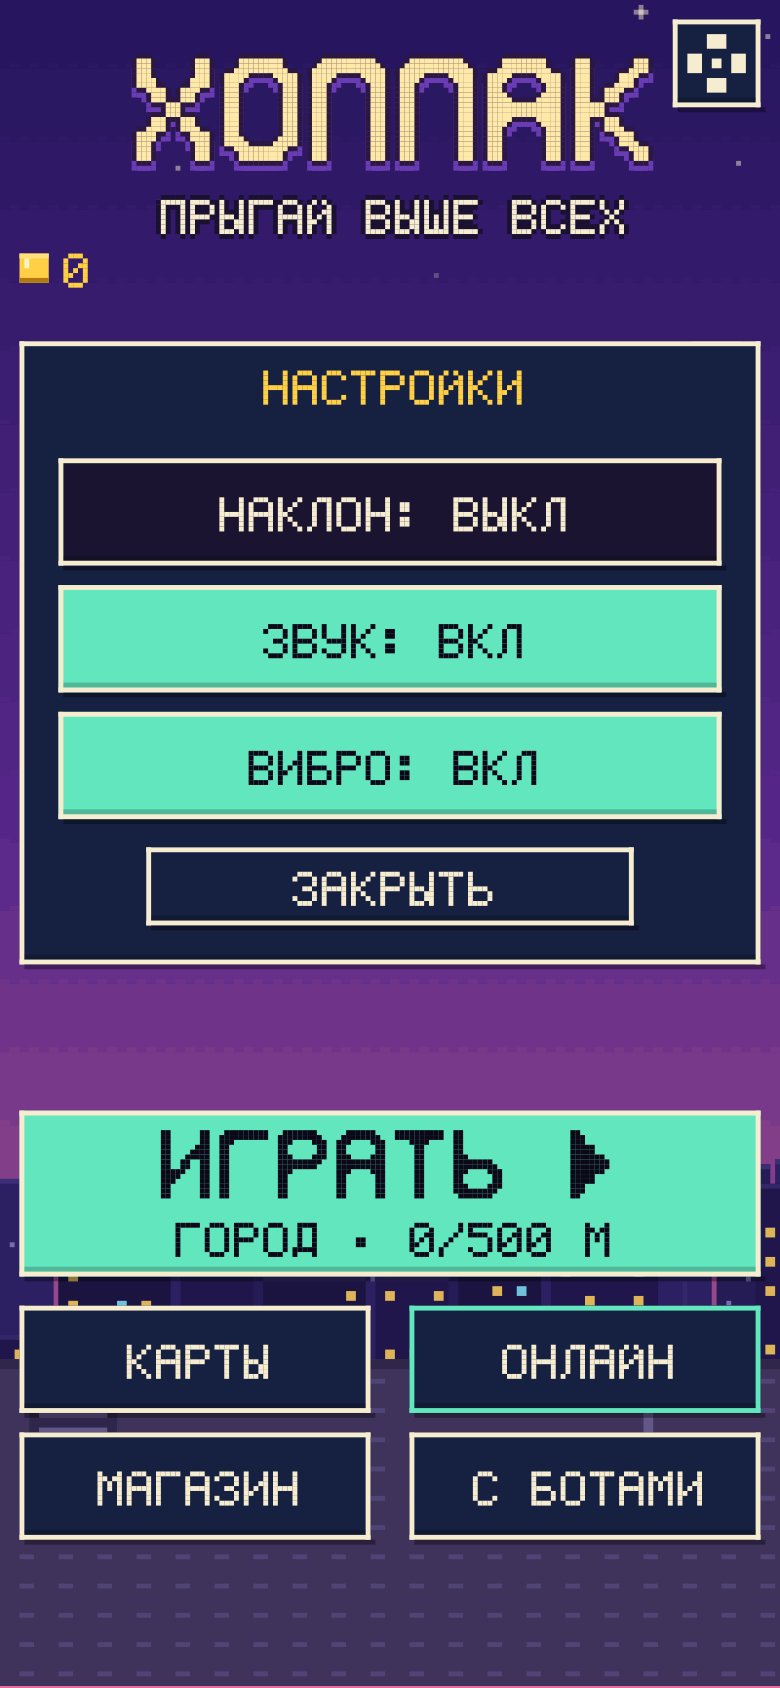 ХОППАК
ПРЫГАЙ ВЫШЕ ВСЕХ
0
НАСТРОЙКИ
НАКЛОН: ВЫКЛ
ЗВУК: ВКЛ
ВИБРО: ВКЛ
ЗАКРЫТЬ
ИГРАТЬ ▶
ГОРОД · 0/500 М
КАРТЫ
ОНЛАЙН
МАГАЗИН
С БОТАМИ